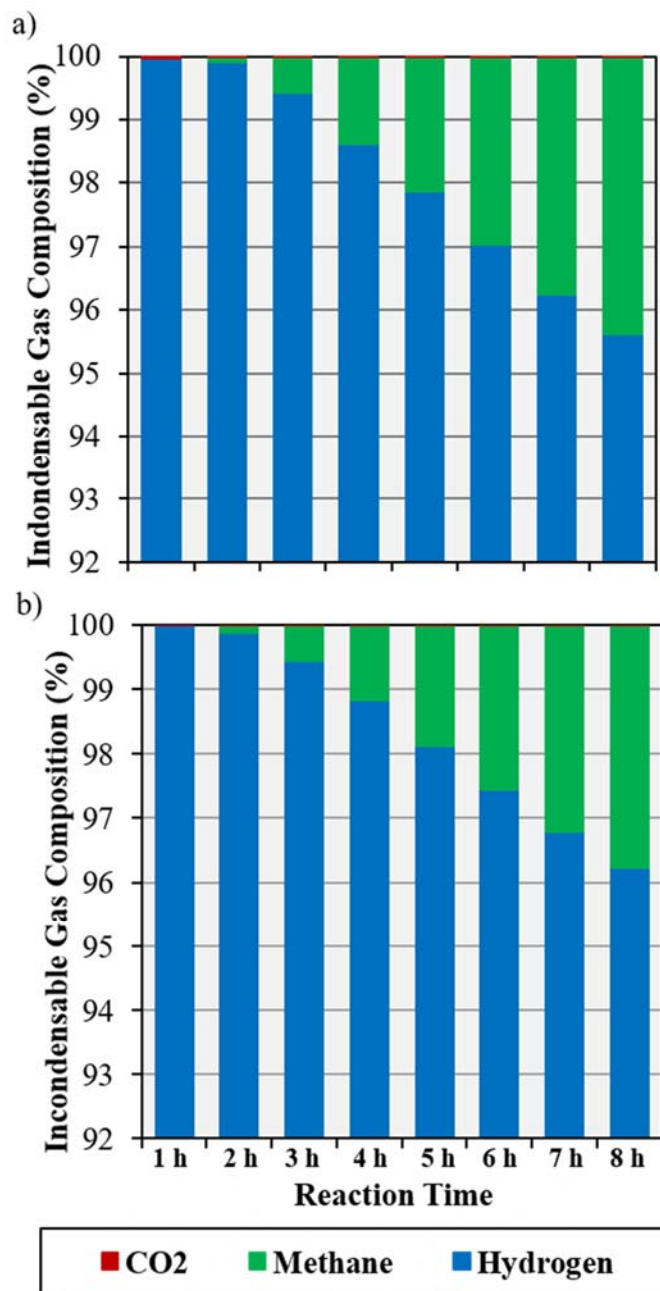 a)
Indondensable Gas Composition (%)
100
99
98
97
96
95
94
93
92
b)
Incondensable Gas Composition (%)
100
99
98
97
96
95
94
93
92
1 h 2 h 3 h 4 h 5 h 6 h 7 h 8 h
Reaction Time
CO2 Methane Hydrogen